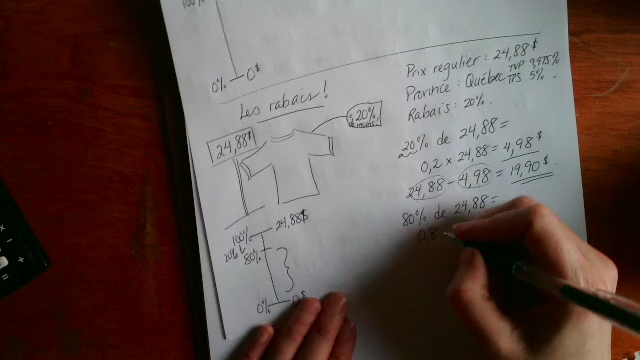 100%
0% 0$
Les rabais!
24,88$
20%
de moins!
100% 24,88$
20%
80%
0% 0$
Prix regulier : 24,88$
Province : Québec TVP 9,975%
TPS 5%
Rabais : 20%.
20% de 24,88 =
0,2 x 24,88 = 4,98$
24,88 - 4,98 = 19,90$
80% de 24,88 =
0,8